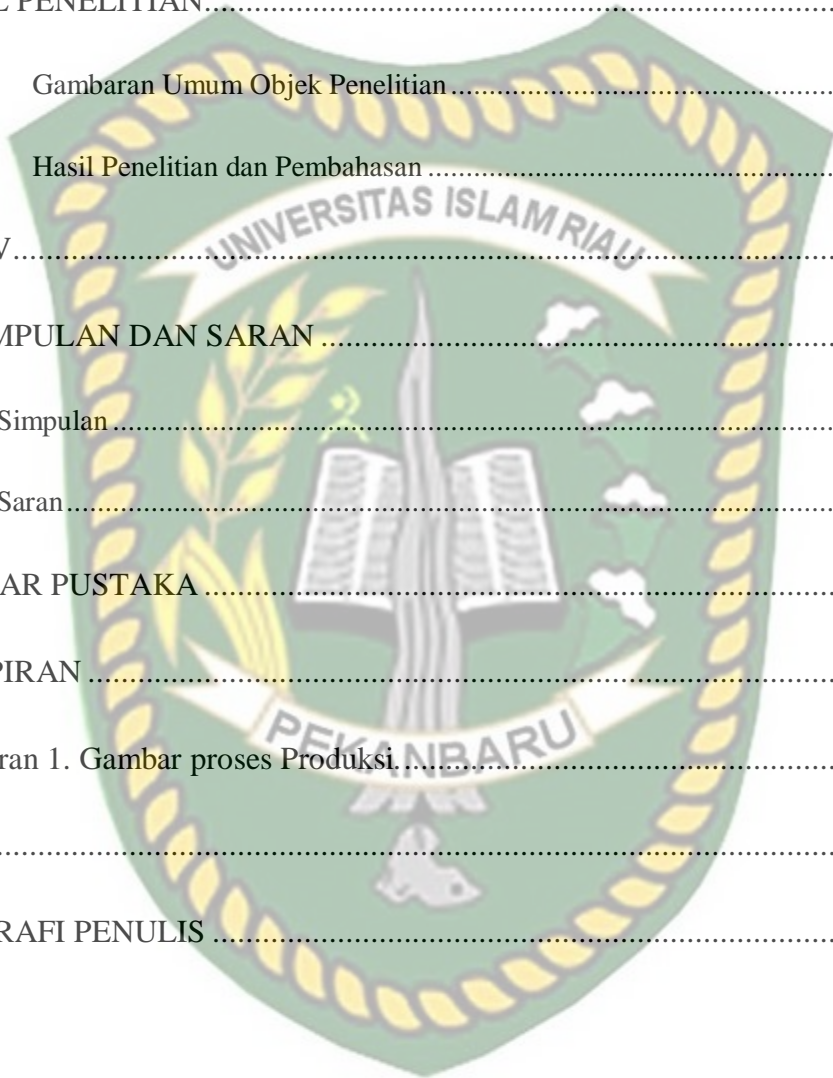 L PENELITIAN
Gambaran Umum Objek Penelitian
Hasil Penelitian dan Pembahasan
UNIVERSITAS ISLAM RIAU
V
MPULAN DAN SARAN
Simpulan
Saran
AR PUSTAKA
PIRAN
ran 1. Gambar proses Produksi
PEKANBARU
RAFI PENULIS